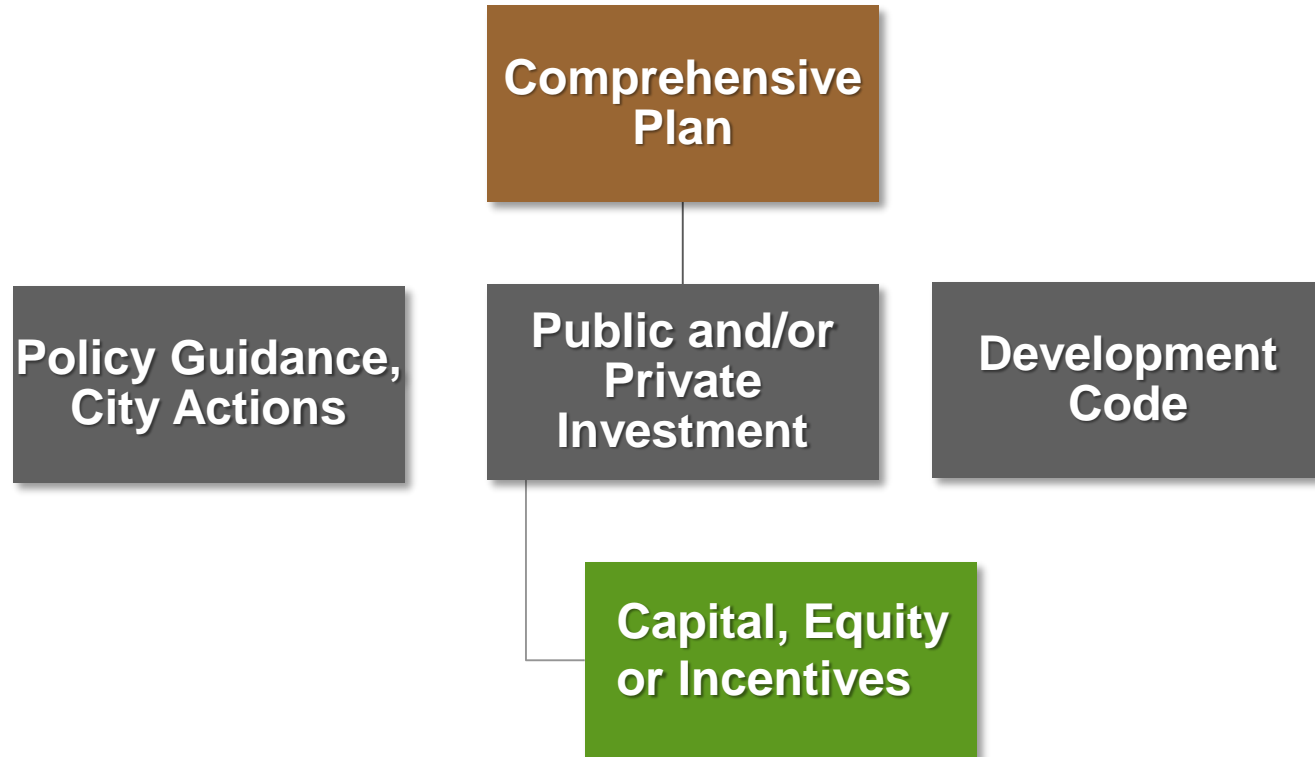 Comprehensive
Plan
Policy Guidance,
City Actions
Public and/or
Private
Investment
Development
Code
Capital, Equity
or Incentives